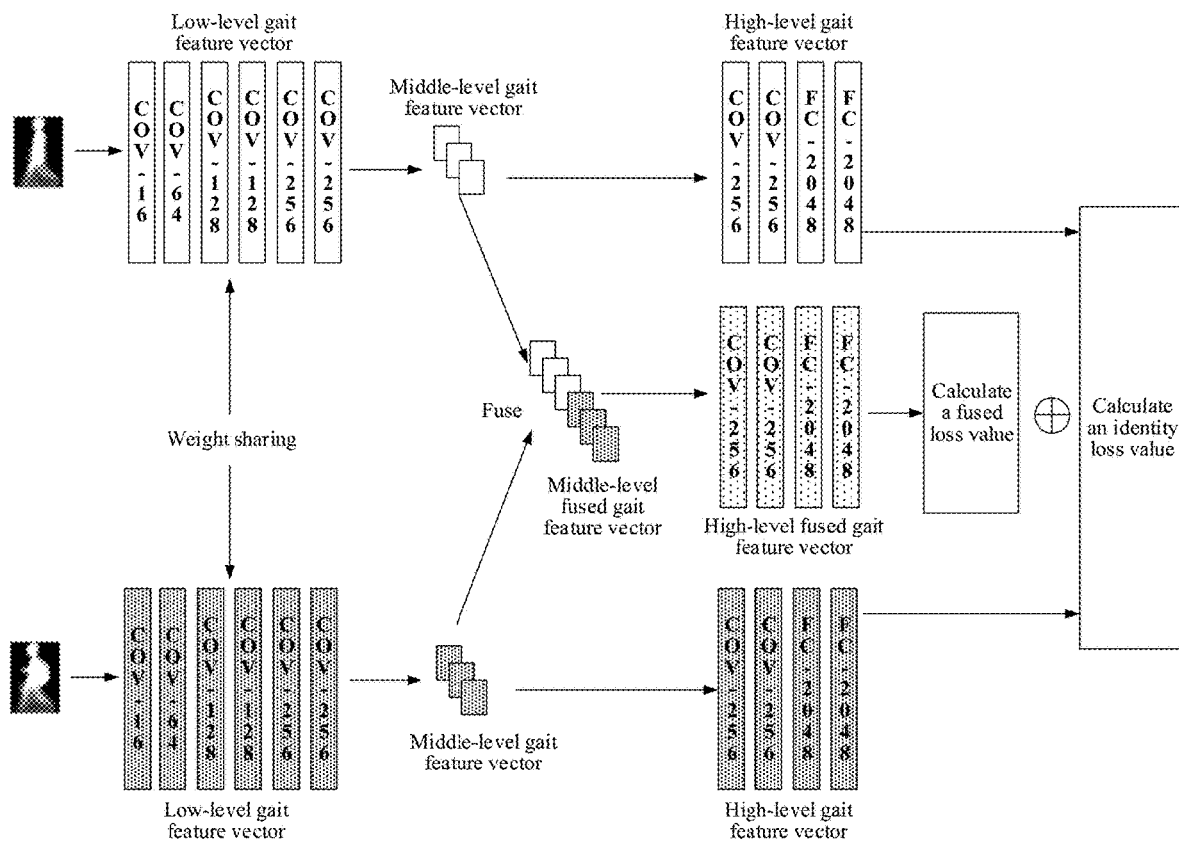 Low-level gait
feature vector
High-level gait
feature vector
Middle-level gait
feature vector
COV-16
COV-64
COV-128
COV-128
COV-256
COV-256
COV-256
COV-256
FC-2048
FC-2048
Weight sharing
Fuse
Middle-level
fused gait
feature vector
COV-256
COV-256
FC-2048
FC-2048
High-level fused gait
feature vector
Calculate
a fused
loss value
Calculate
an identity
loss value
COV-16
COV-64
COV-128
COV-128
COV-256
COV-256
Low-level gait
feature vector
Middle-level gait
feature vector
COV-256
COV-256
FC-2048
FC-2048
High-level gait
feature vector